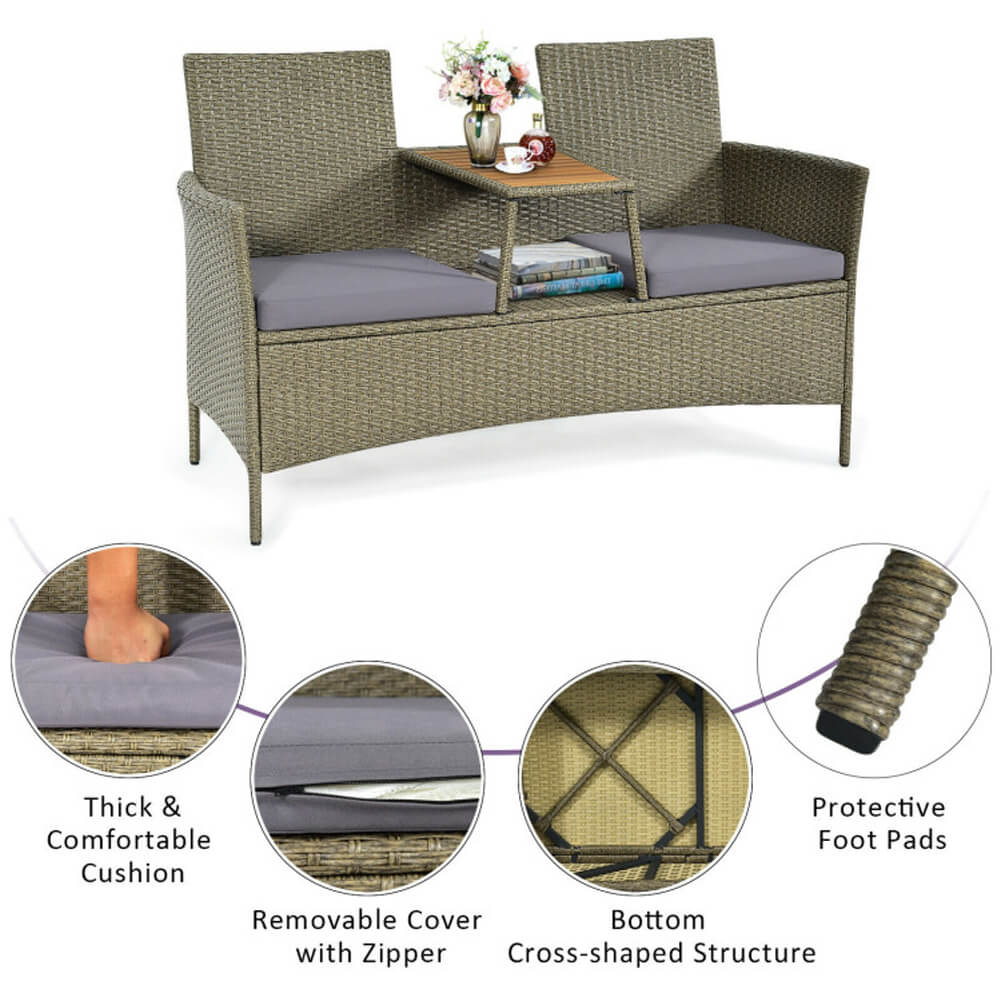 Thick &
Comfortable
Cushion
Removable Cover
with Zipper
Bottom
Cross-shaped Structure
Protective
Foot Pads